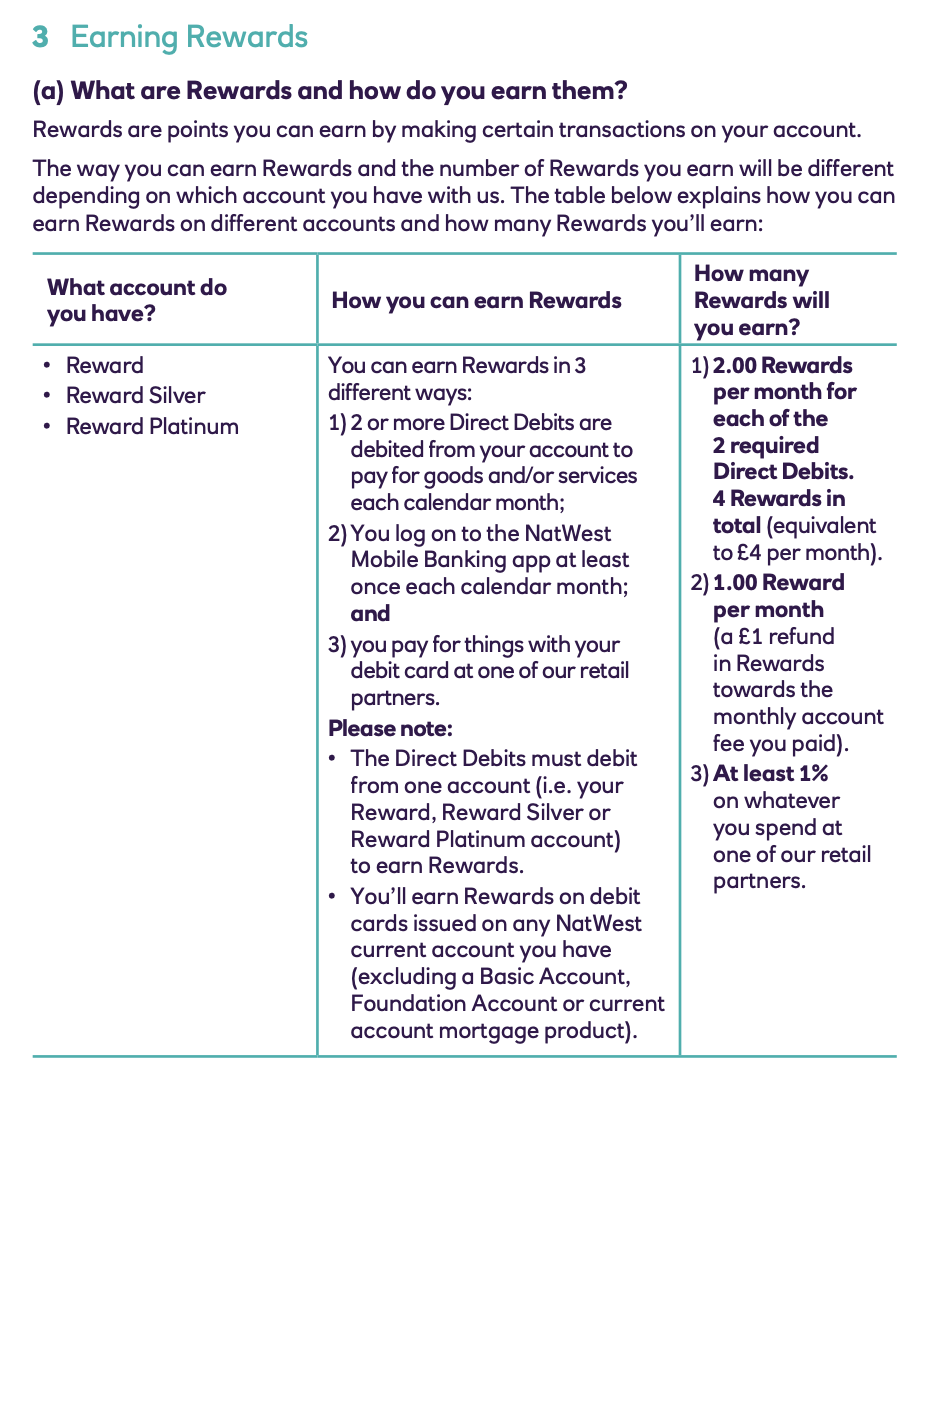 3 Earning Rewards
(a) What are Rewards and how do you earn them?
Rewards are points you can earn by making certain transactions on your account.
The way you can earn Rewards and the number of Rewards you earn will be different
depending on which account you have with us. The table below explains how you can
earn Rewards on different accounts and how many Rewards you’ll earn:
What account do
you have?
How you can earn Rewards
How many
Rewards will
you earn?
• Reward
• Reward Silver
• Reward Platinum
You can earn Rewards in 3
different ways:
1) 2 or more Direct Debits are
debited from your account to
pay for goods and/or services
each calendar month;
2) You log on to the NatWest
Mobile Banking app at least
once each calendar month;
and
3) you pay for things with your
debit card at one of our retail
partners.
Please note:
• The Direct Debits must debit
from one account (i.e. your
Reward, Reward Silver or
Reward Platinum account)
to earn Rewards.
• You’ll earn Rewards on debit
cards issued on any NatWest
current account you have
(excluding a Basic Account,
Foundation Account or current
account mortgage product).
1) 2.00 Rewards
per month for
each of the
2 required
Direct Debits.
4 Rewards in
total (equivalent
to £4 per month).
2) 1.00 Reward
per month
(a £1 refund
in Rewards
towards the
monthly account
fee you paid).
3) At least 1%
on whatever
you spend at
one of our retail
partners.